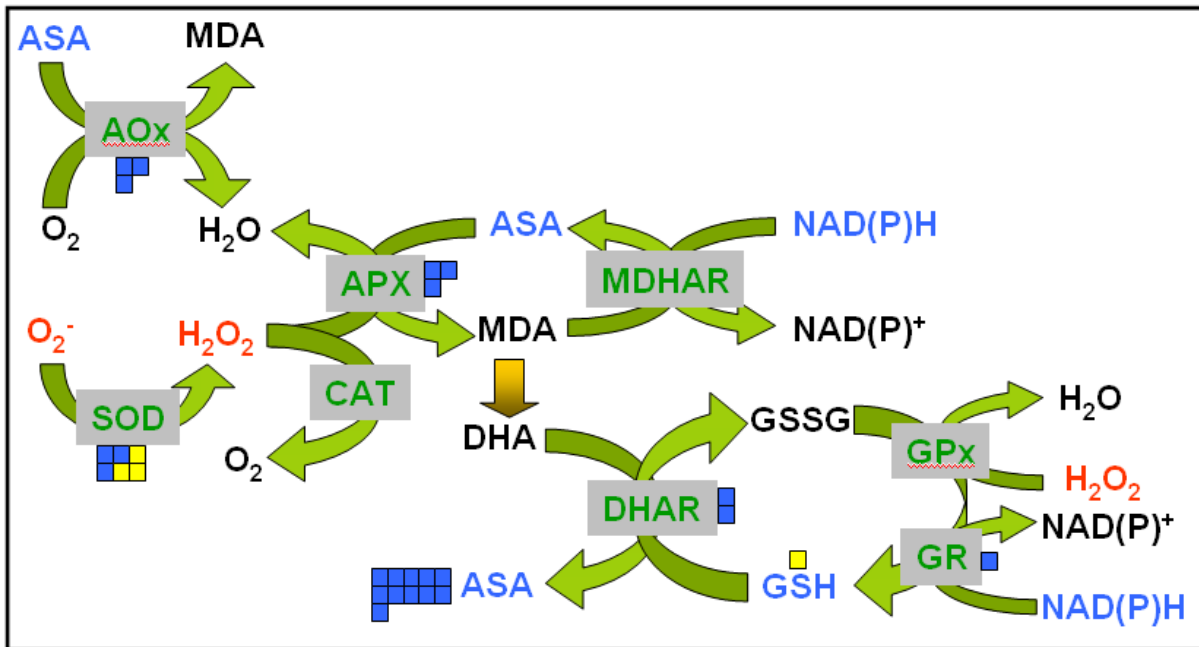 ASA
MDA
AOx
O₂
H₂O
ASA
NAD(P)H
APX
MDHAR
O₂⁻
H₂O₂
MDA
NAD(P)⁺
CAT
SOD
DHA
GSSG
H₂O
O₂
GPx
H₂O₂
DHAR
NAD(P)⁺
GR
ASA
GSH
NAD(P)H